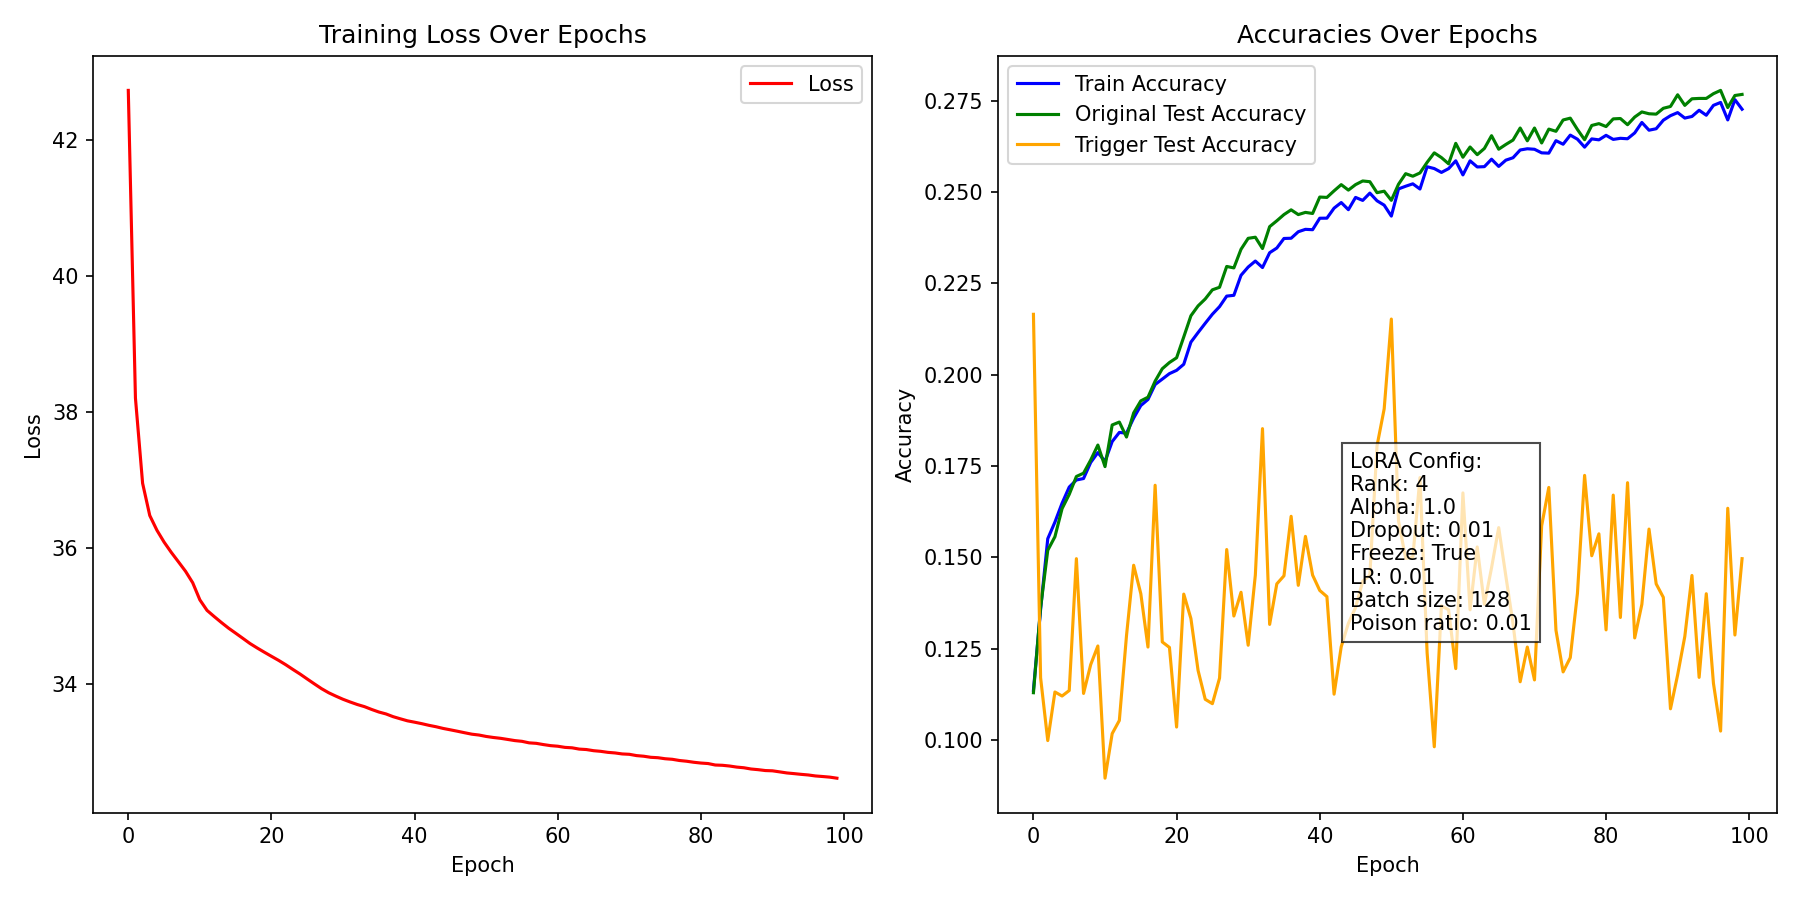 Training Loss Over Epochs
Loss
42
40
38
36
34
Loss
0
20
40
60
80
100
Epoch
Accuracies Over Epochs
Train Accuracy
Original Test Accuracy
Trigger Test Accuracy
0.275
0.250
0.225
0.200
0.175
0.150
0.125
0.100
Accuracy
LoRA Config:
Rank: 4
Alpha: 1.0
Dropout: 0.01
Freeze: True
LR: 0.01
Batch size: 128
Poison ratio: 0.01
0
20
40
60
80
100
Epoch